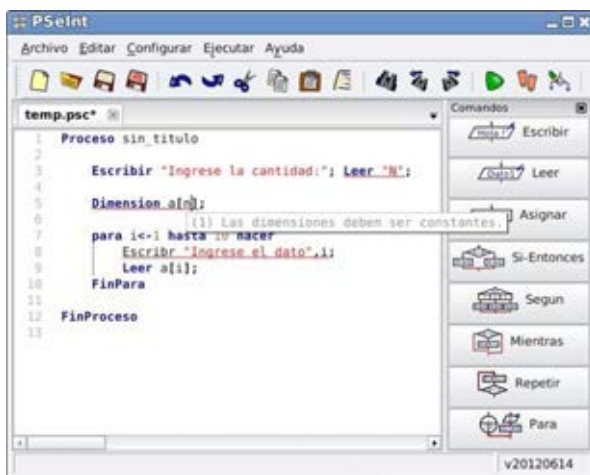 PSeInt
Archivo Editar Configurar Ejecutar Ayuda
temp.psc*
Comandos
1 Proceso sin_titulo
2
3 Escribir "Ingrese la cantidad:"; Leer "N";
4
5 Dimension a[n];
6 (1) Las dimensiones deben ser constantes.
7 para i<-1 hasta 10 hacer
8 Escribr "Ingrese el dato",i;
9 Leer a[i];
10 FinPara
11
12 FinProceso
13
Escribir
Leer
Asignar
Si-Entonces
Segun
Mientras
Repetir
Para
v20120614